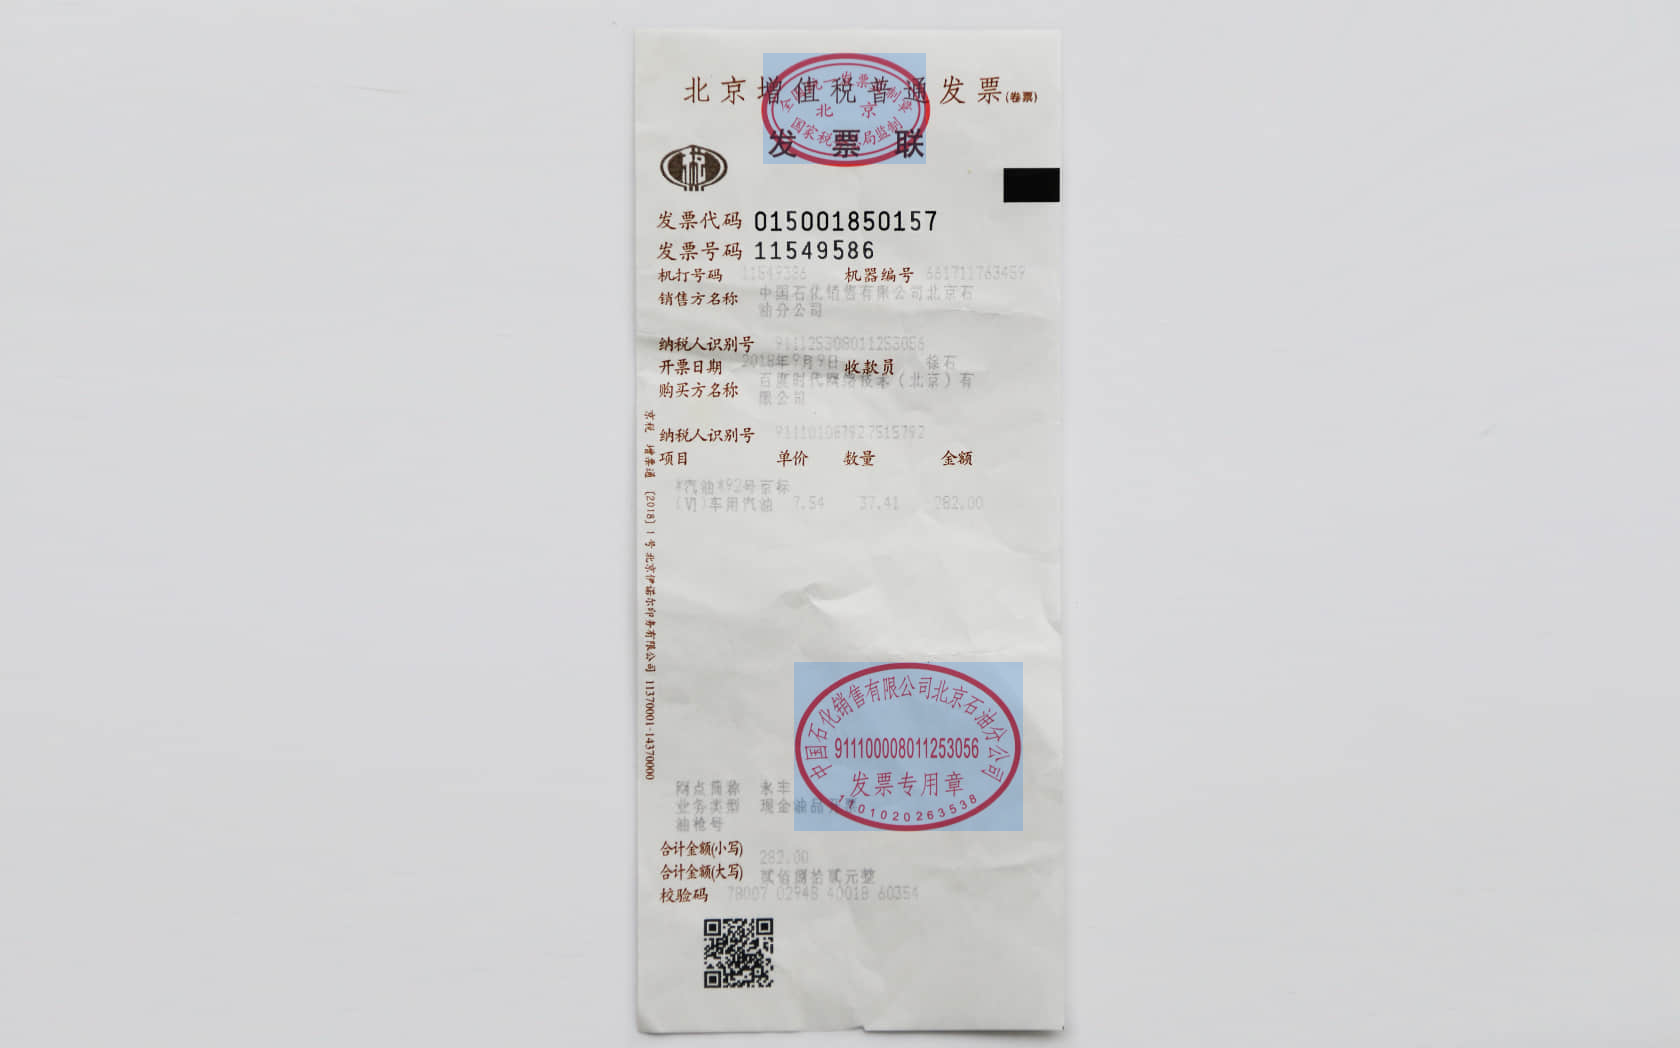 北京增值税普通发票(卷票)
全国统一发票监制章
北京
国家税务总局监制
发票联
税
发票代码 015001850157
发票号码 11549586
机打号码 11549386 机器编号 661711763459
销售方名称 中国石化销售有限公司北京石
油分公司
纳税人识别号 911125308011253056
开票日期 2018年9月9日 收款员 徐石
购买方名称 百度时代网络技术(北京)有
限公司
纳税人识别号 911101087927515792
项目 单价 数量 金额
*汽油*92号京标
(Ⅵ)车用汽油 7.54 37.41 282.00
京税 增票通 [2018] 1 号 北京伊诺尔印务有限公司 11370001-14370000
中国石化销售有限公司北京石油分公司
911100008011253056
发票专用章
1101020263538
网点简称 永丰
业务类型 现金油品开票
油枪号
合计金额(小写) 282.00
合计金额(大写) 贰佰捌拾贰元整
校验码 78007 02948 40018 60354